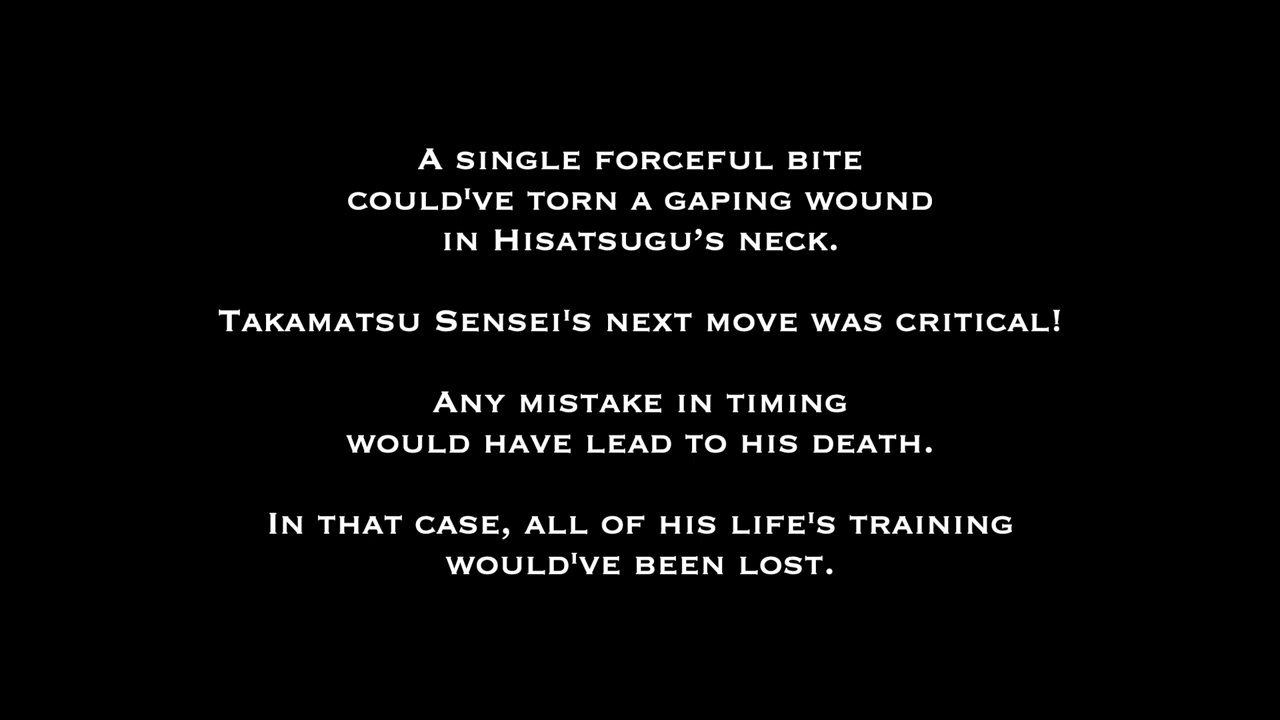 A single forceful bite
could've torn a gaping wound
in Hisatsugu’s neck.
Takamatsu Sensei's next move was critical!
Any mistake in timing
would have lead to his death.
In that case, all of his life's training
would've been lost.